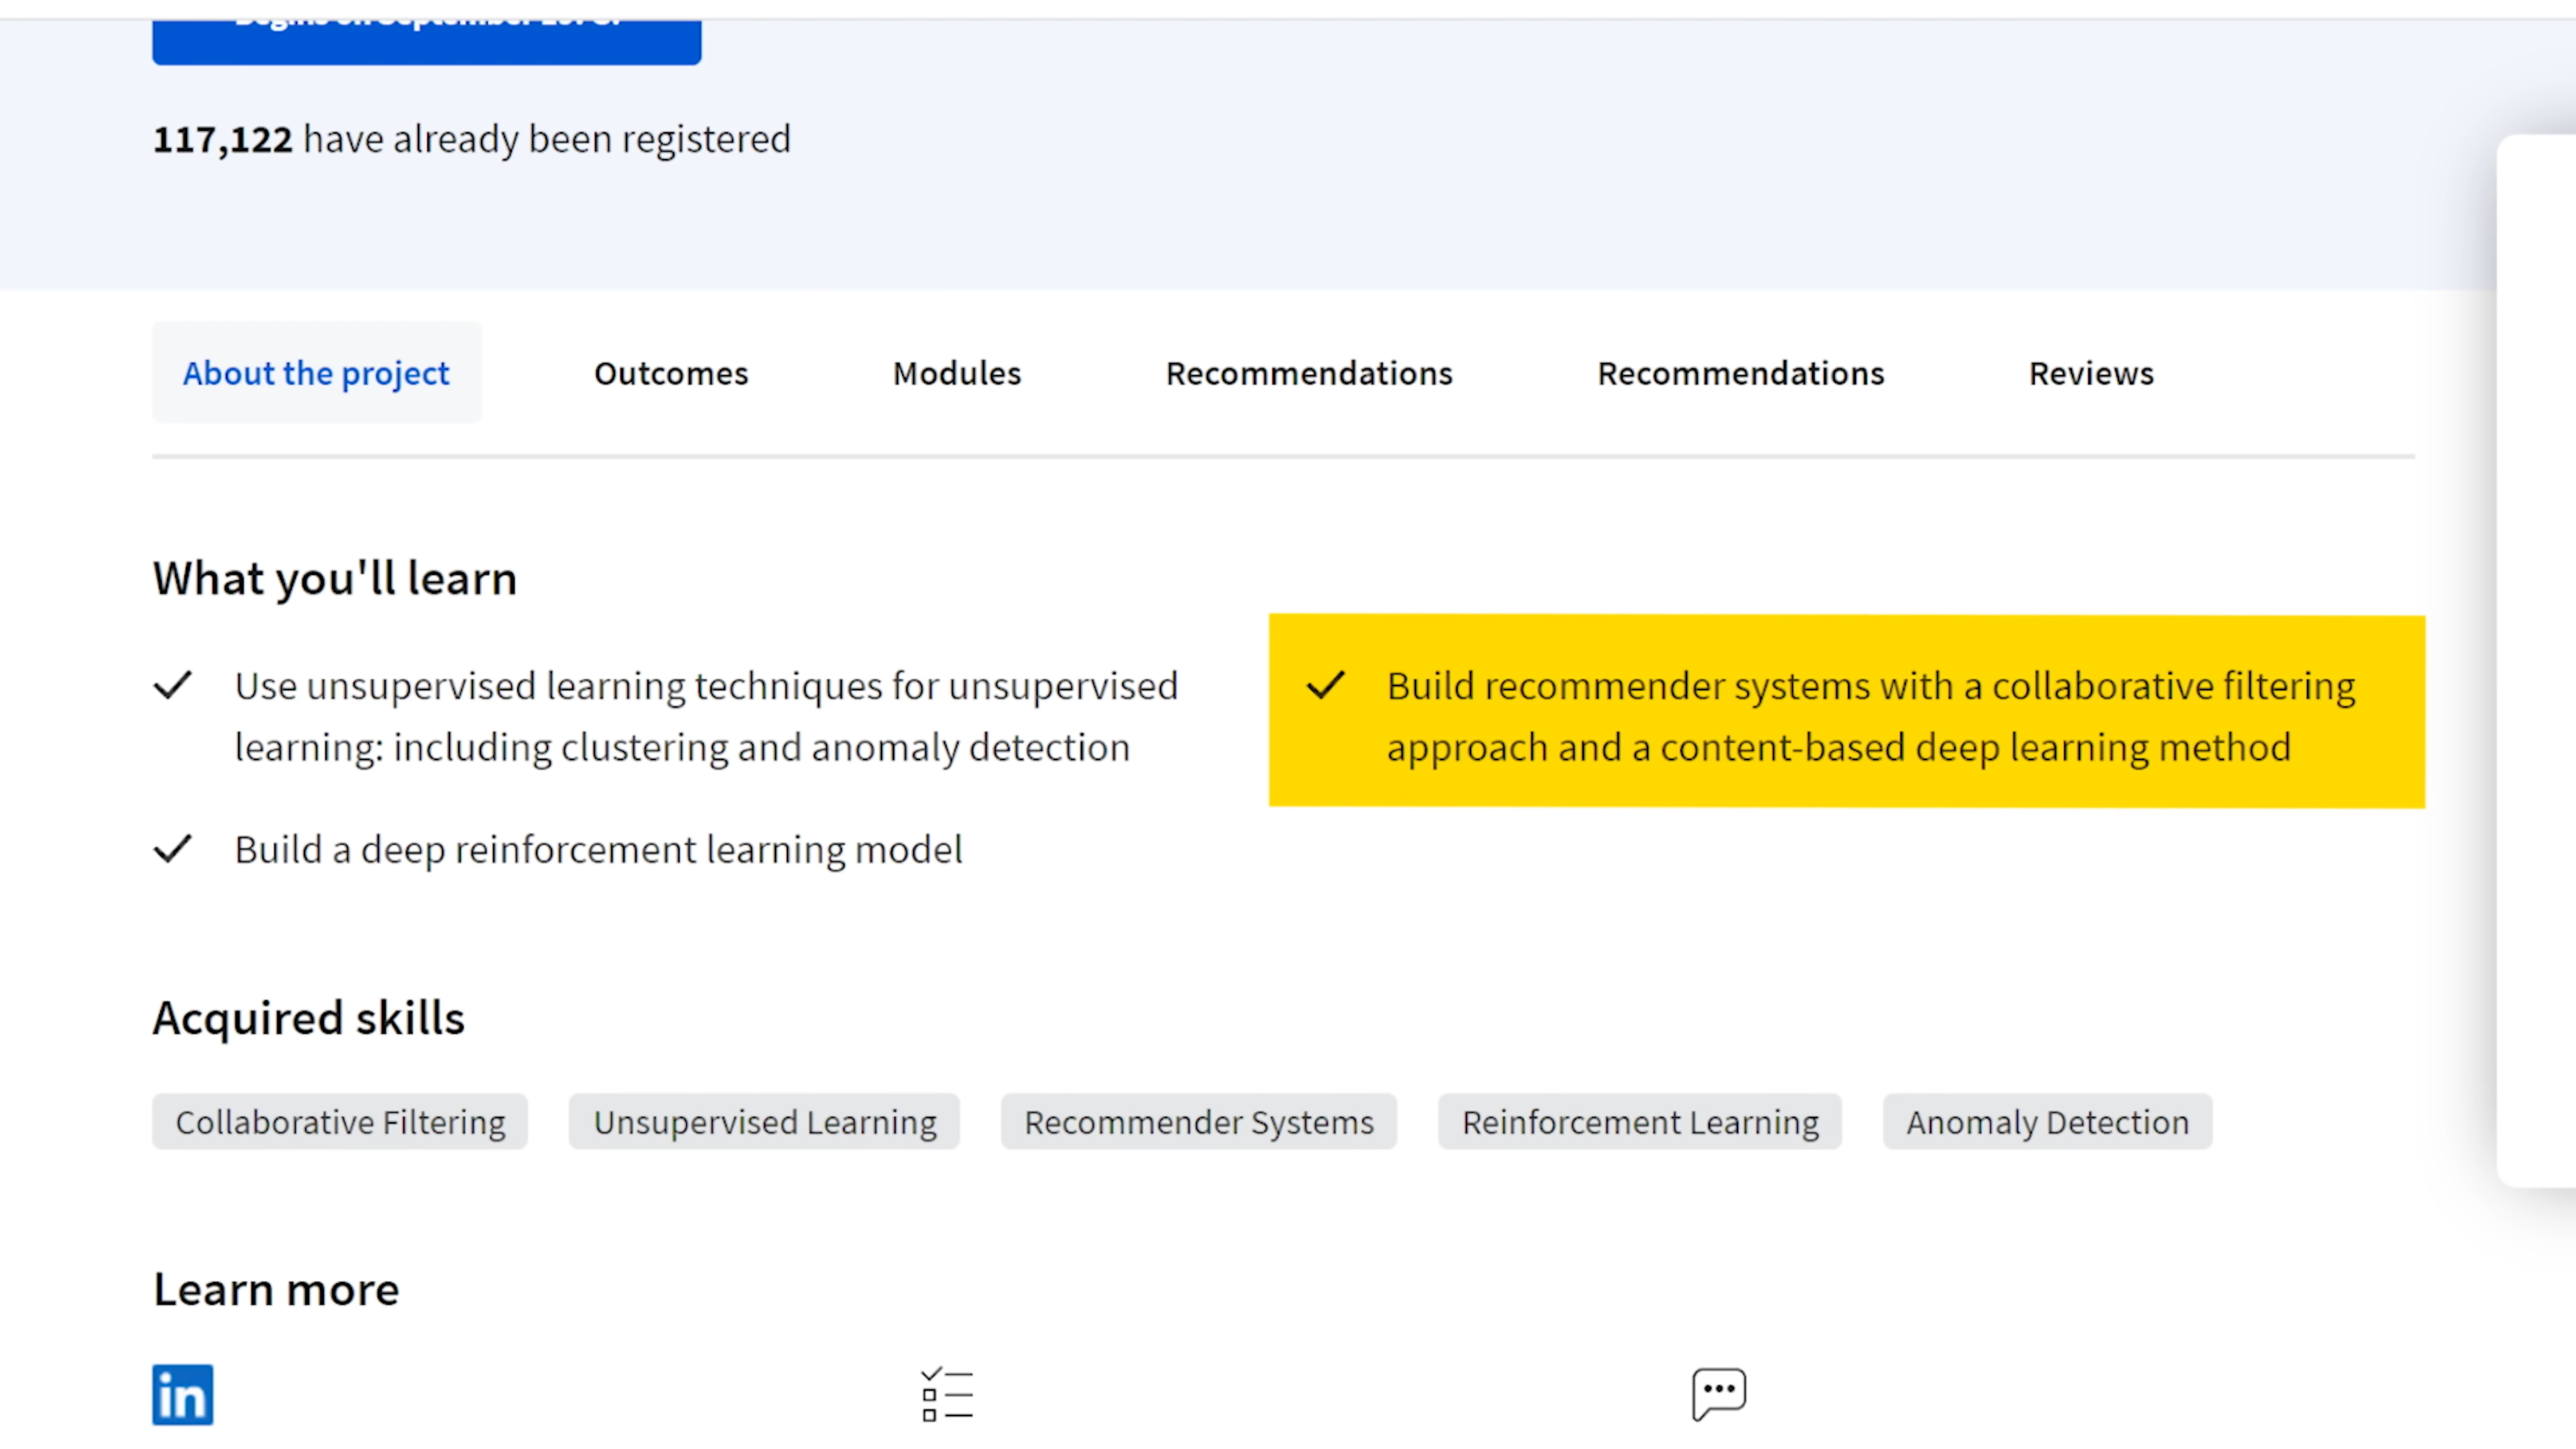 117,122 have already been registered
About the project
Outcomes
Modules
Recommendations
Recommendations
Reviews
What you'll learn
Use unsupervised learning techniques for unsupervised
learning: including clustering and anomaly detection
Build recommender systems with a collaborative filtering
approach and a content-based deep learning method
Build a deep reinforcement learning model
Acquired skills
Collaborative Filtering
Unsupervised Learning
Recommender Systems
Reinforcement Learning
Anomaly Detection
Learn more
in